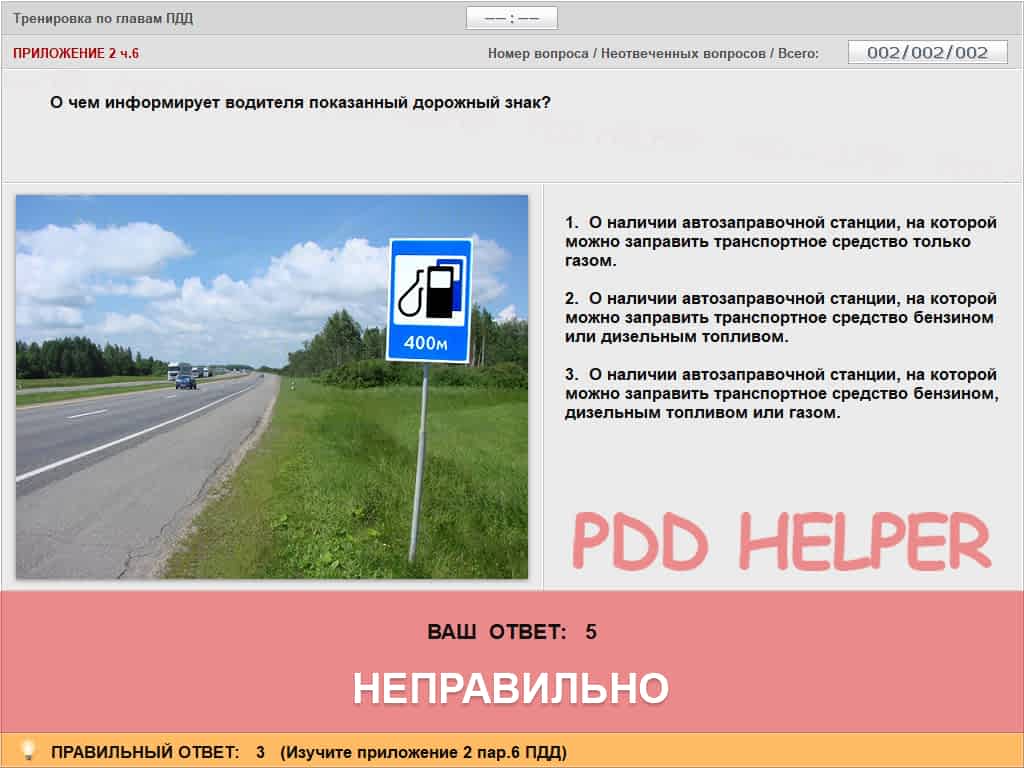 Тренировка по главам ПДД
–– : ––
ПРИЛОЖЕНИЕ 2 ч.6
Номер вопроса / Неотвеченных вопросов / Всего:
002/002/002
О чем информирует водителя показанный дорожный знак?
400м
1. О наличии автозаправочной станции, на которой
можно заправить транспортное средство только
газом.
2. О наличии автозаправочной станции, на которой
можно заправить транспортное средство бензином
или дизельным топливом.
3. О наличии автозаправочной станции, на которой
можно заправить транспортное средство бензином,
дизельным топливом или газом.
PDD HELPER
ВАШ ОТВЕТ: 5
НЕПРАВИЛЬНО
ПРАВИЛЬНЫЙ ОТВЕТ: 3 (Изучите приложение 2 пар.6 ПДД)